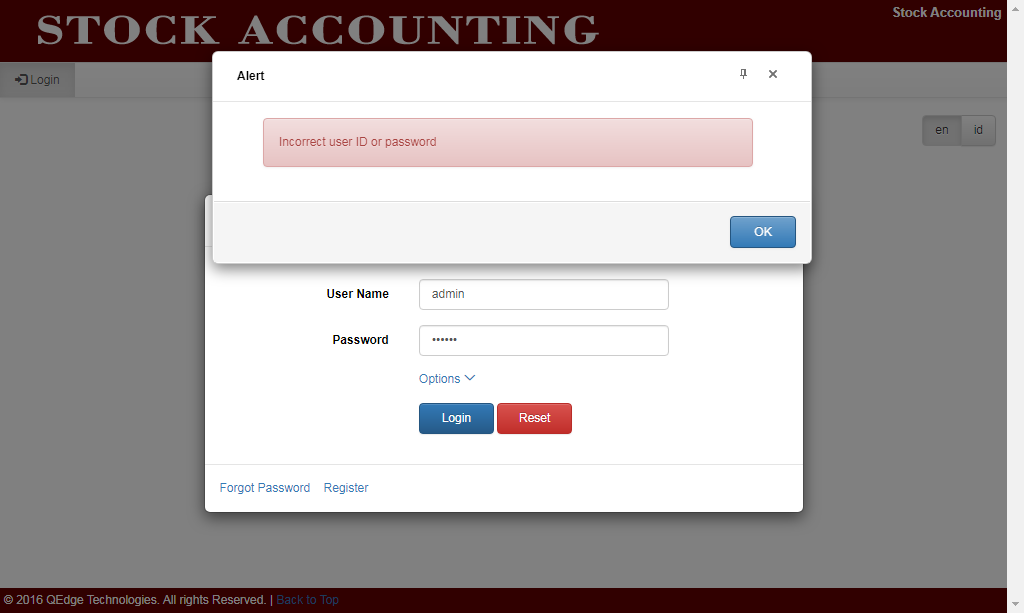 STOCK ACCOUNTING
Stock Accounting
Login
Alert
en id
Incorrect user ID or password
OK
User Name admin
Password ••••••
Options
Login Reset
Forgot Password Register
© 2016 QEdge Technologies. All rights Reserved. | Back to Top